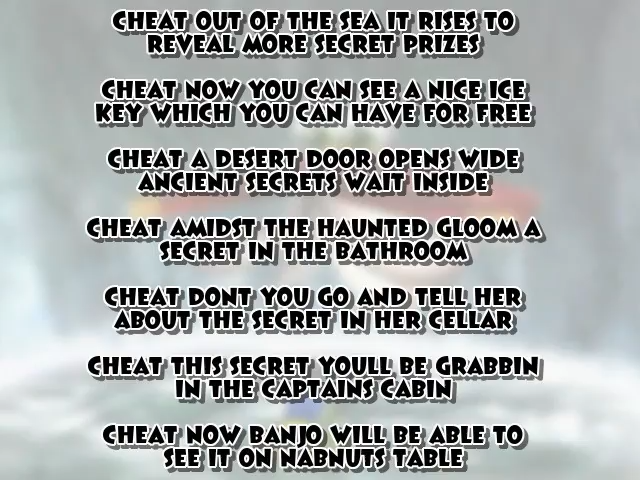 CHEAT OUT OF THE SEA IT RISES TO
REVEAL MORE SECRET PRIZES
CHEAT NOW YOU CAN SEE A NICE ICE
KEY WHICH YOU CAN HAVE FOR FREE
CHEAT A DESERT DOOR OPENS WIDE
ANCIENT SECRETS WAIT INSIDE
CHEAT AMIDST THE HAUNTED GLOOM A
SECRET IN THE BATHROOM
CHEAT DONT YOU GO AND TELL HER
ABOUT THE SECRET IN HER CELLAR
CHEAT THIS SECRET YOULL BE GRABBIN
IN THE CAPTAINS CABIN
CHEAT NOW BANJO WILL BE ABLE TO
SEE IT ON NABNUTS TABLE